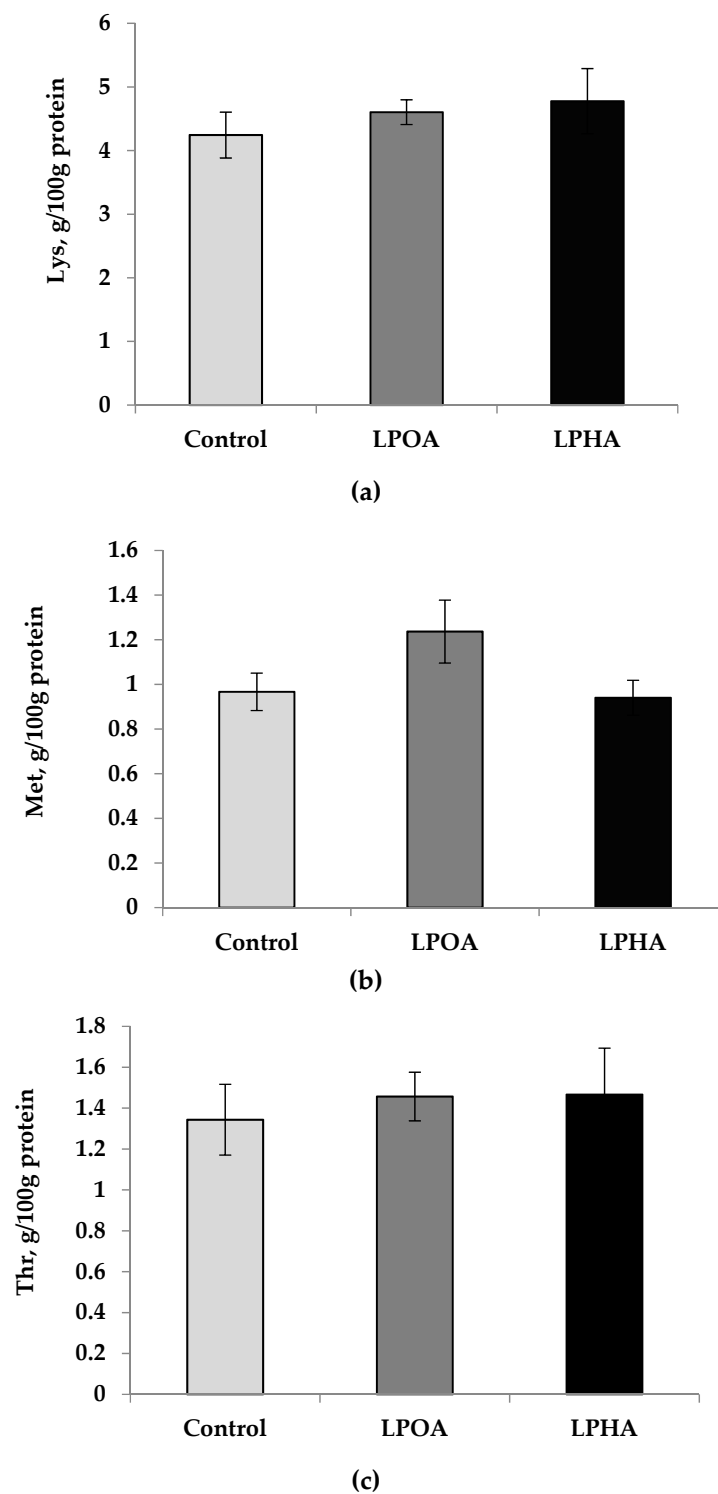 6
5
4
3
2
1
0
Lys, g/100g protein
Control LPOA LPHA
(a)
1.6
1.4
1.2
1
0.8
0.6
0.4
0.2
0
Met, g/100g protein
Control LPOA LPHA
(b)
1.8
1.6
1.4
1.2
1
0.8
0.6
0.4
0.2
0
Thr, g/100g protein
Control LPOA LPHA
(c)